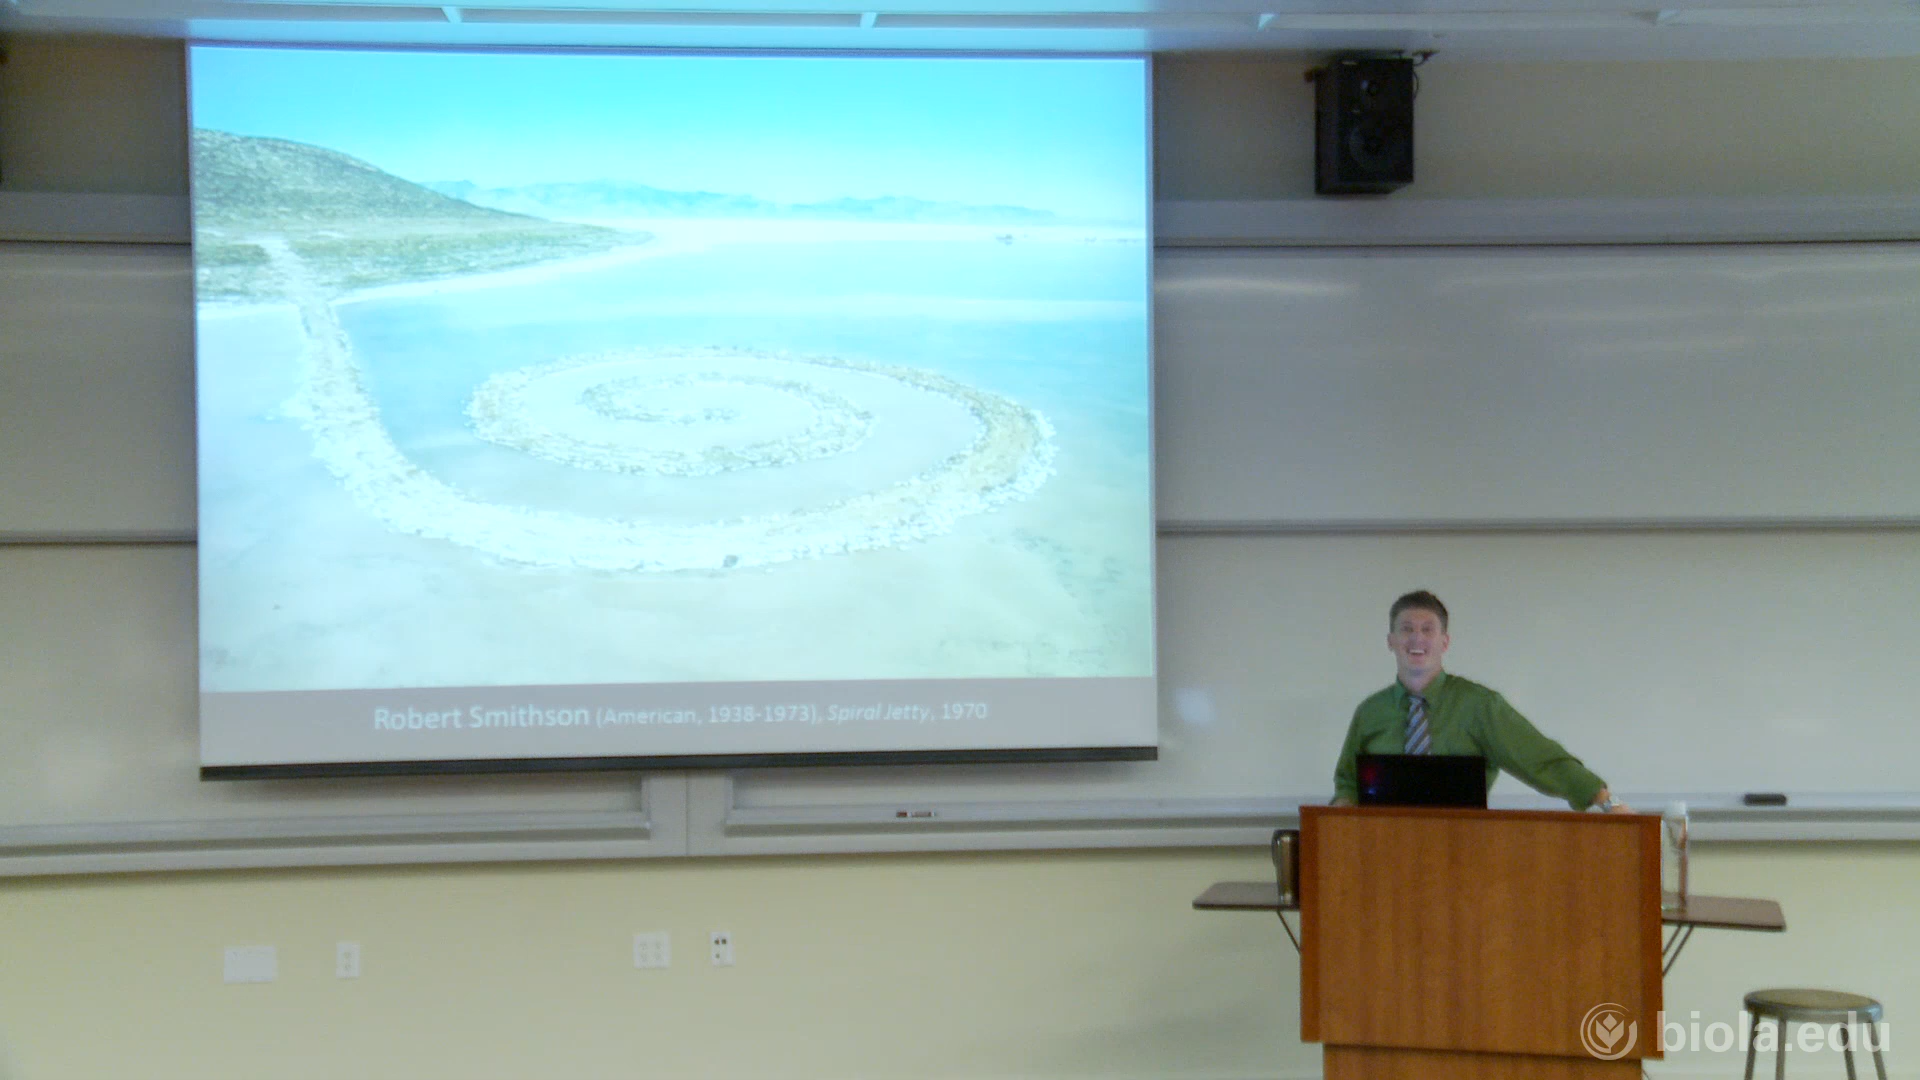 Robert Smithson (American, 1938-1973), Spiral Jetty, 1970
biola.edu